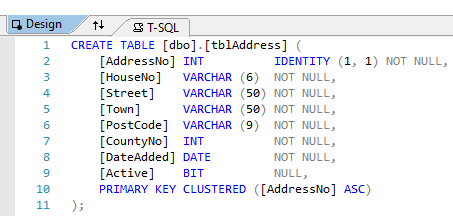 Design T-SQL
1 CREATE TABLE [dbo].[tblAddress] (
2 [AddressNo] INT IDENTITY (1, 1) NOT NULL,
3 [HouseNo] VARCHAR (6) NOT NULL,
4 [Street] VARCHAR (50) NOT NULL,
5 [Town] VARCHAR (50) NOT NULL,
6 [PostCode] VARCHAR (9) NOT NULL,
7 [CountyNo] INT NOT NULL,
8 [DateAdded] DATE NOT NULL,
9 [Active] BIT NULL,
10 PRIMARY KEY CLUSTERED ([AddressNo] ASC)
11 );